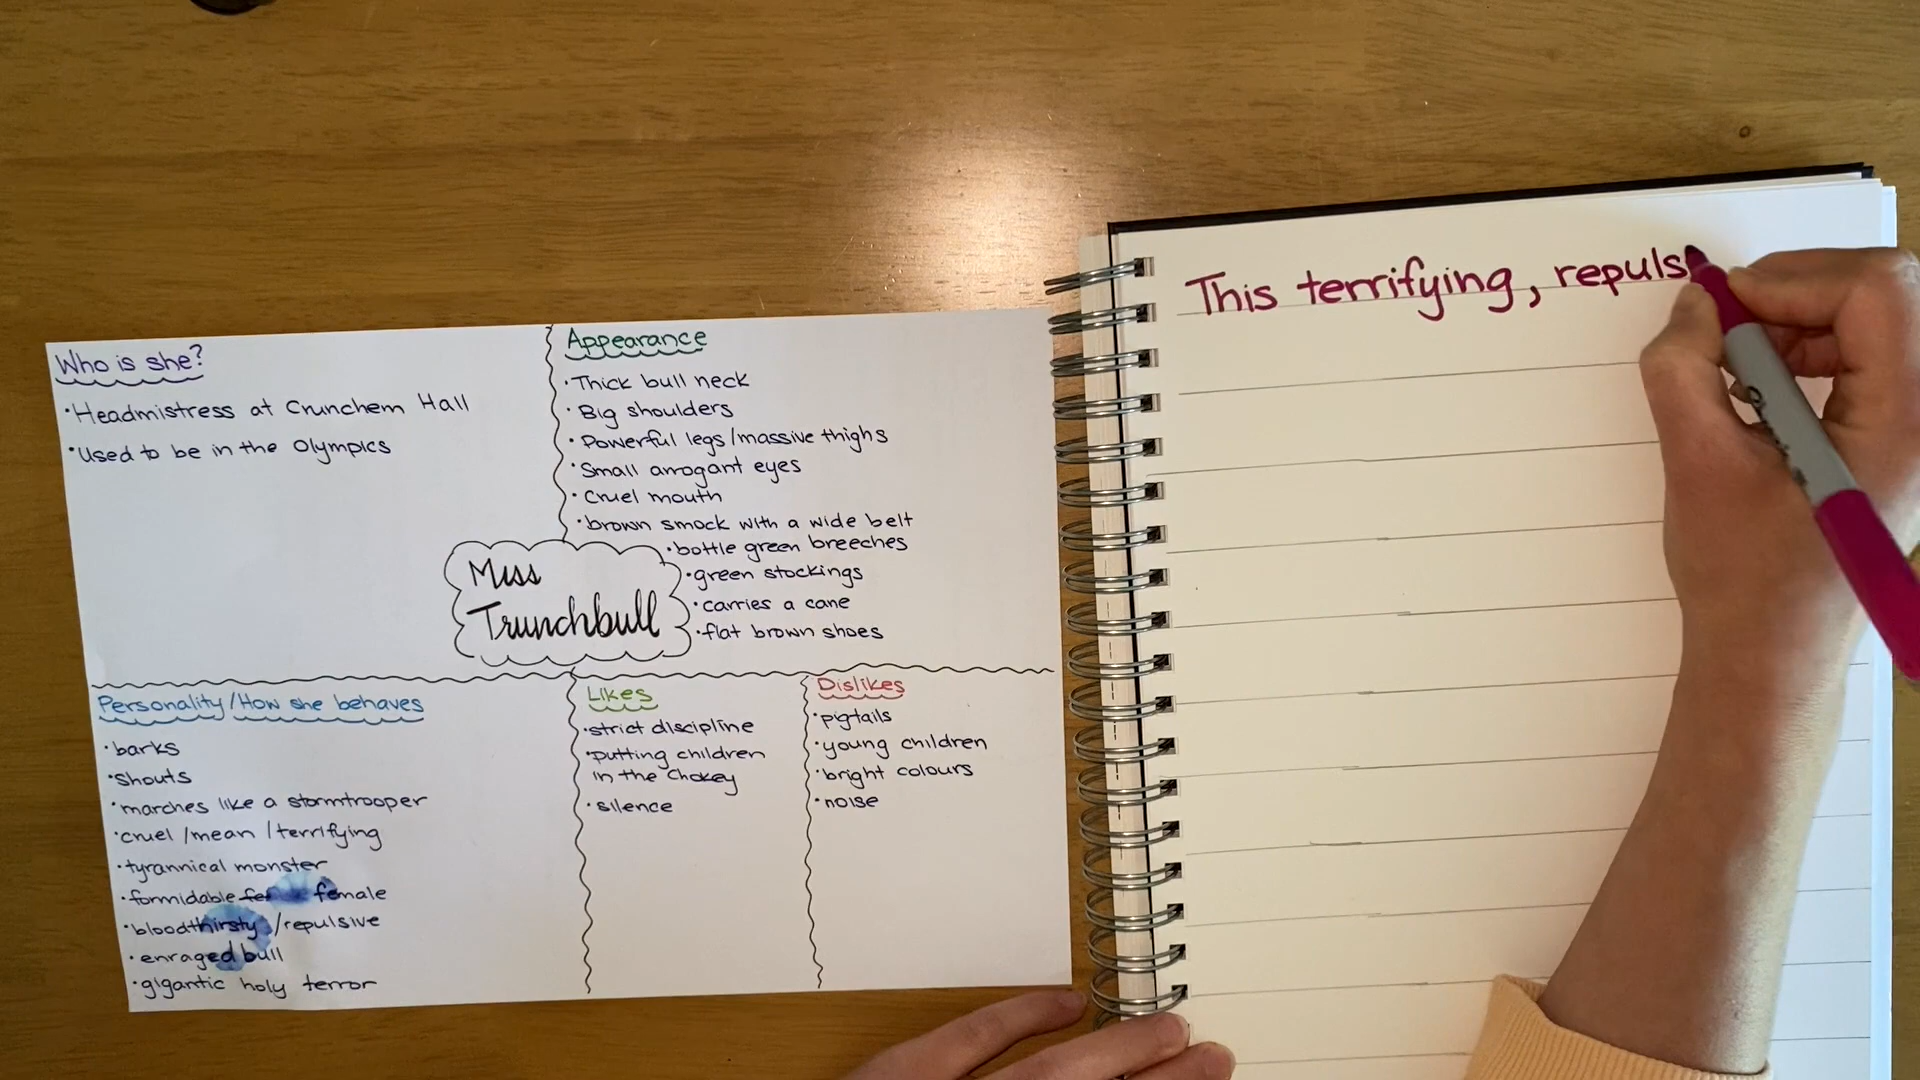 Who is she?
•Headmistress at Crunchem Hall
•Used to be in the Olympics
Appearance
•Thick bull neck
•Big shoulders
•Powerful legs/massive thighs
•Small arrogant eyes
•Cruel mouth
•brown smock with a wide belt
•bottle green breeches
•green stockings
•carries a cane
•flat brown shoes
Miss
Trunchbull
Personality/How she behaves
•barks
•shouts
•marches like a stormtrooper
•cruel/mean/terrifying
•tyrannical monster
•formidable female
•bloodthirsty/repulsive
•enraged bull
•gigantic holy terror
Likes
•strict discipline
•putting children
in the Chokey
•silence
Dislikes
•pigtails
•young children
•bright colours
•noise
This terrifying, repuls